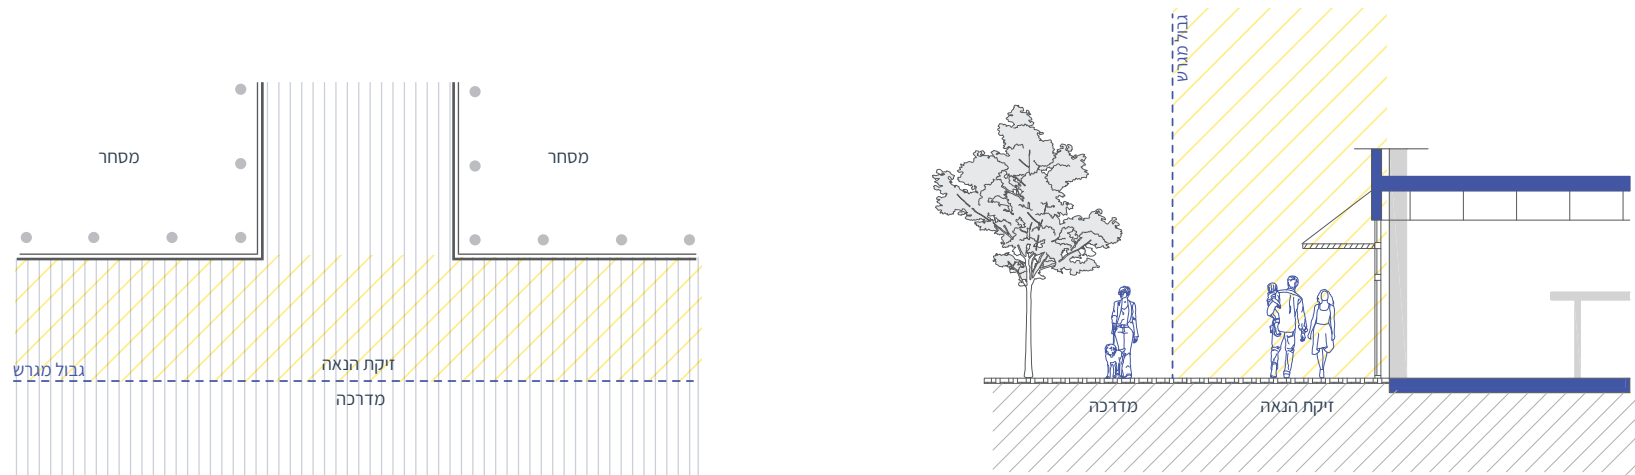 מסחר
מסחר
זיקת הנאה
גבול מגרש
מדרכה
גבול מגרש
זיקת הנאה
מדרכה